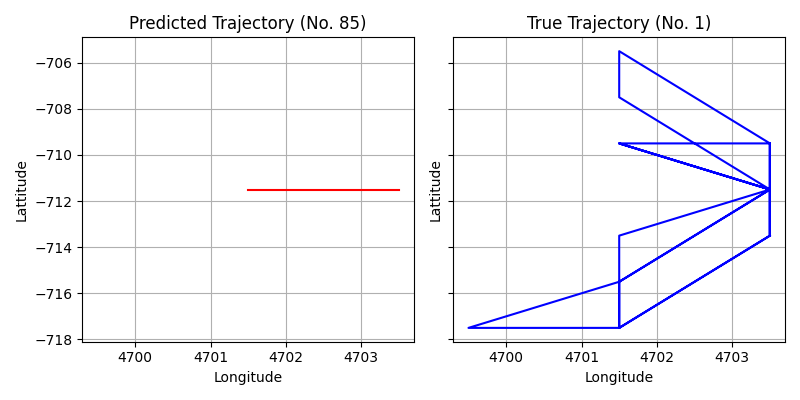 Predicted Trajectory (No. 85)
True Trajectory (No. 1)
−706
−708
−710
−712
−714
−716
−718
Lattitude
Lattitude
4700 4701 4702 4703
4700 4701 4702 4703
Longitude
Longitude